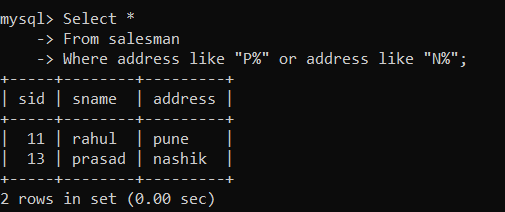 mysql> Select *
    -> From salesman
    -> Where address like "P%" or address like "N%";
+-----+--------+---------+
| sid | sname  | address |
+-----+--------+---------+
|  11 | rahul  | pune    |
|  13 | prasad | nashik  |
+-----+--------+---------+
2 rows in set (0.00 sec)